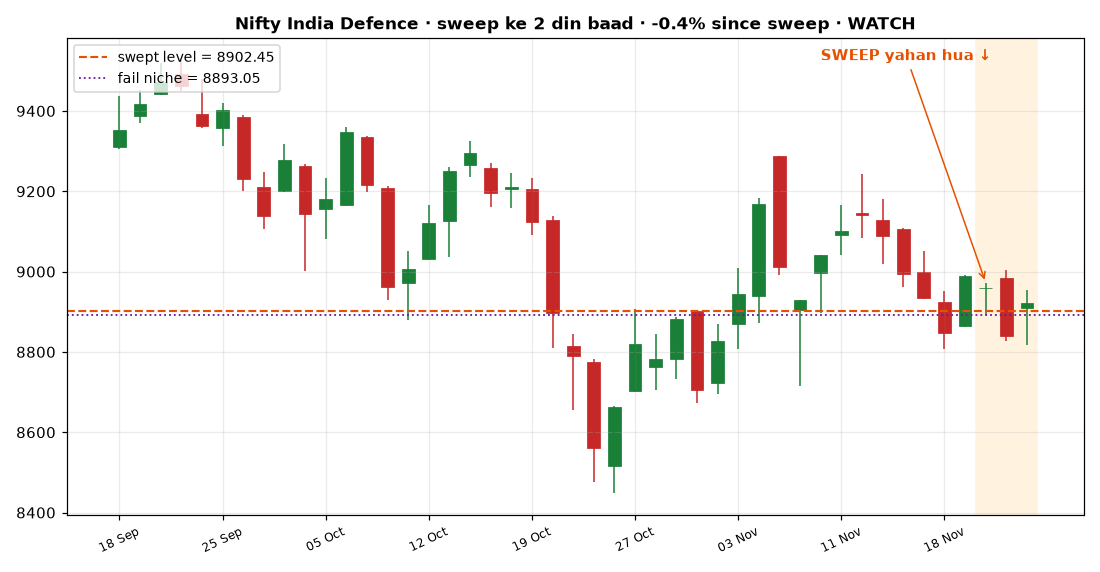 Nifty India Defence · sweep ke 2 din baad · -0.4% since sweep · WATCH
swept level = 8902.45
fail niche = 8893.05
SWEEP yahan hua ↓
9400
9200
9000
8800
8600
8400
18 Sep
25 Sep
05 Oct
12 Oct
19 Oct
27 Oct
03 Nov
11 Nov
18 Nov